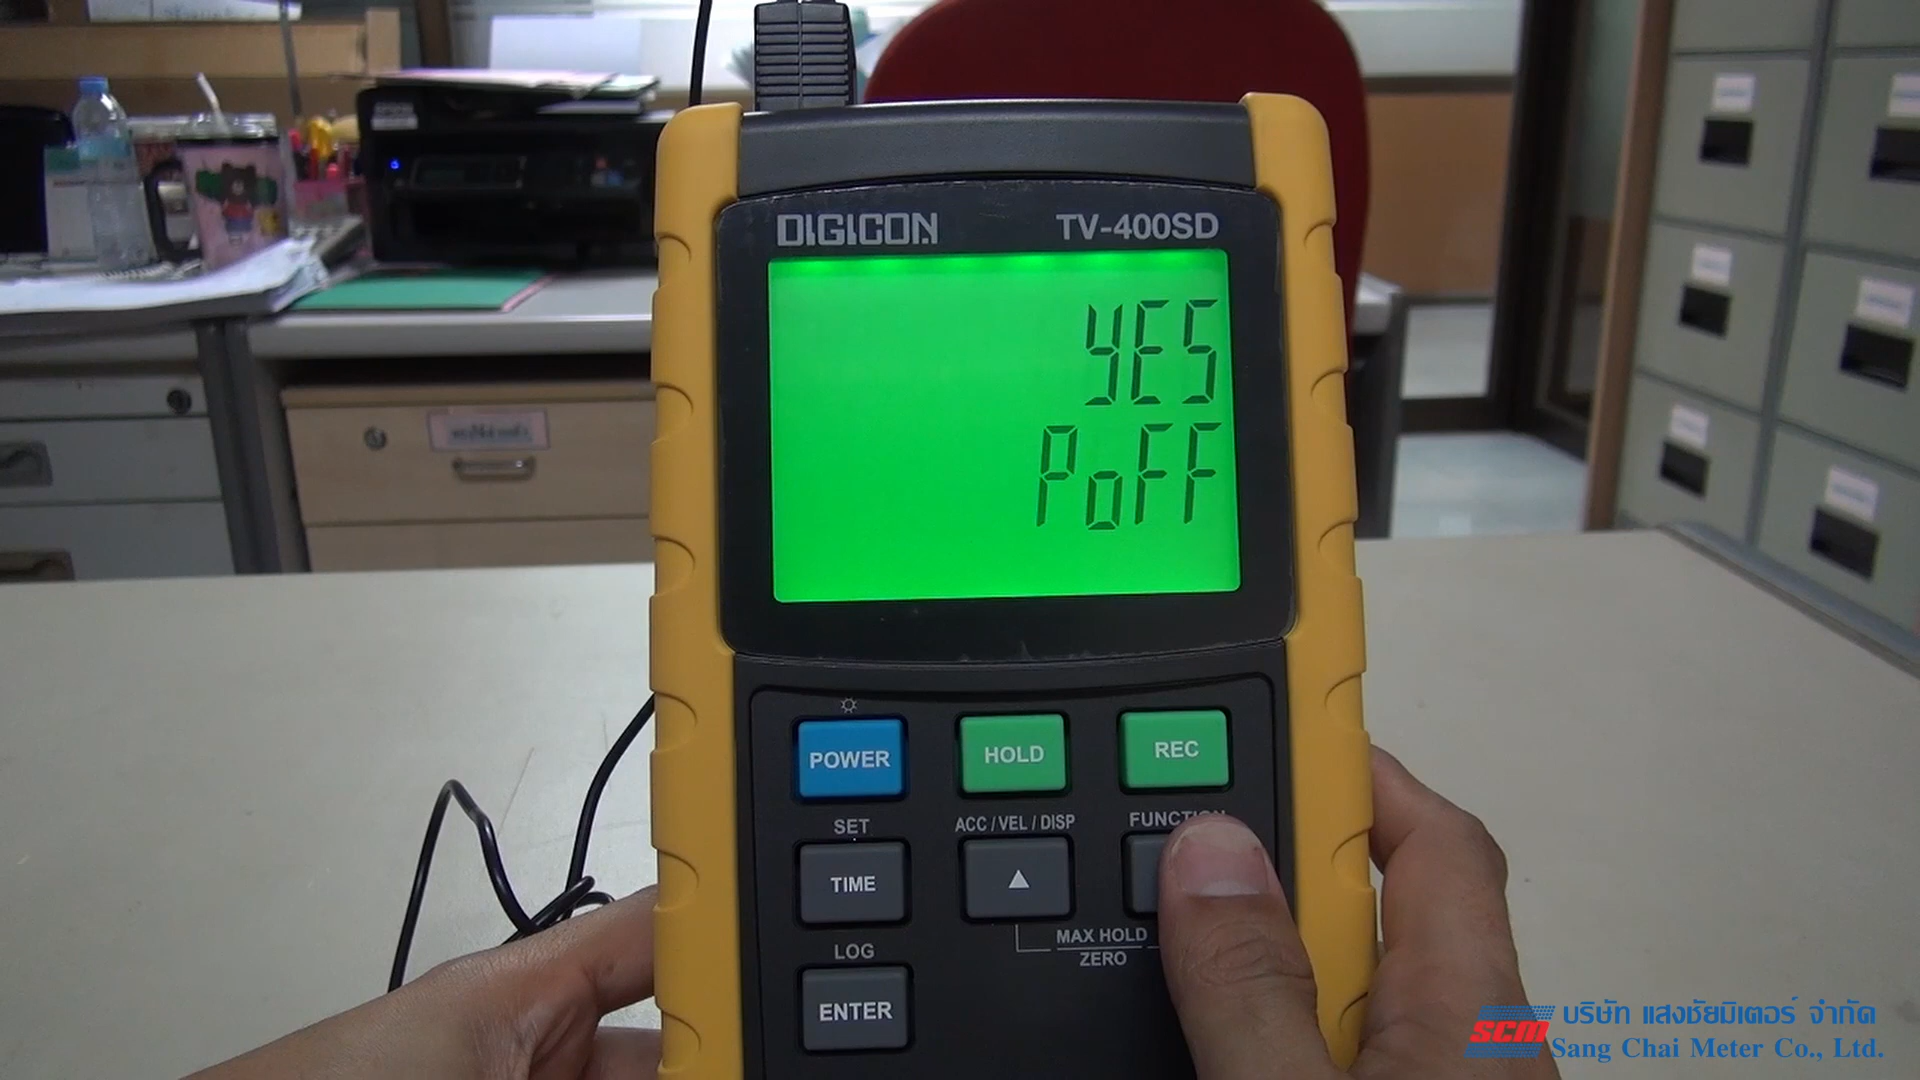 DIGICON TV-400SD
YES
PoFF
POWER HOLD REC
SET ACC / VEL / DISP
TIME ▲
LOG MAX HOLD
ZERO
ENTER
SCM บริษัท แสงชัยมิเตอร์ จำกัด
Sang Chai Meter Co., Ltd.